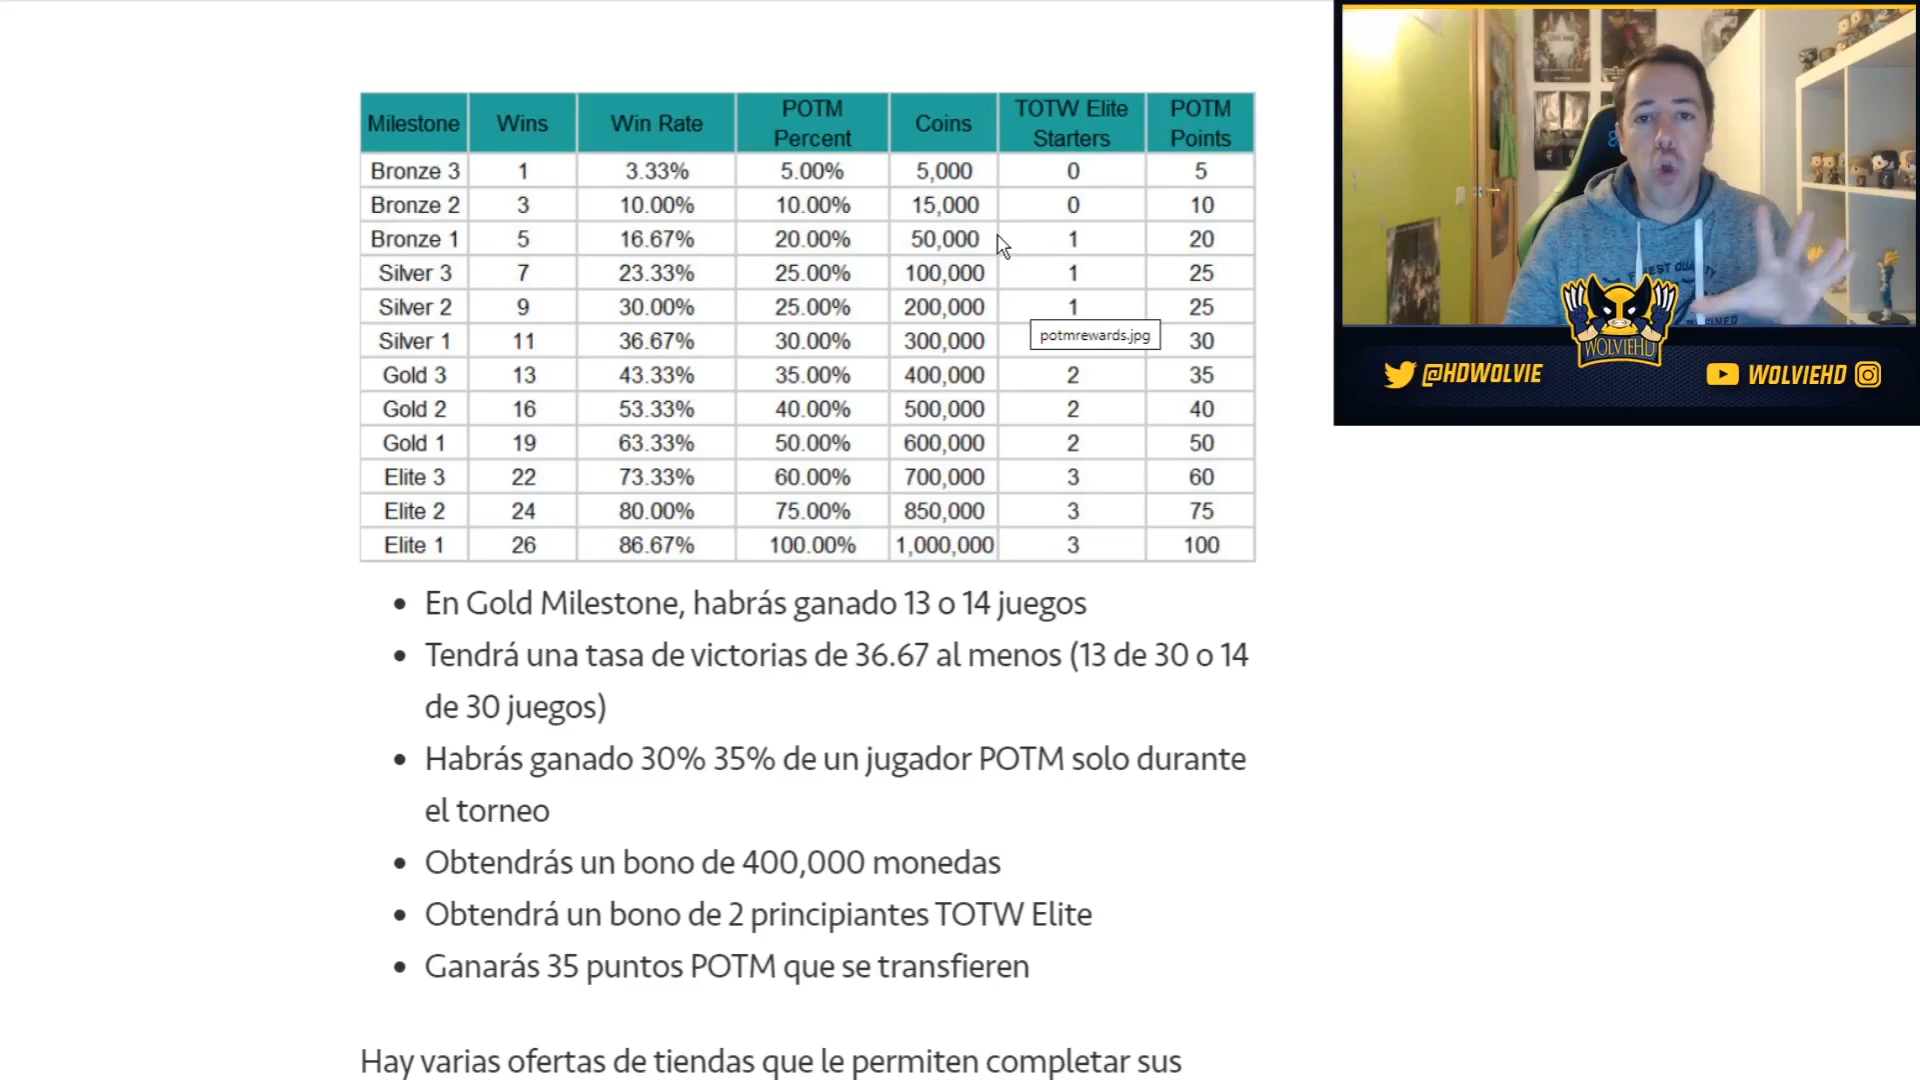 Milestone Wins Win Rate POTM Percent Coins TOTW Elite Starters POTM Points
Bronze 3 1 3.33% 5.00% 5,000 0 5
Bronze 2 3 10.00% 10.00% 15,000 0 10
Bronze 1 5 16.67% 20.00% 50,000 1 20
Silver 3 7 23.33% 25.00% 100,000 1 25
Silver 2 9 30.00% 25.00% 200,000 1 25
Silver 1 11 36.67% 30.00% 300,000 30
potmrewards.jpg
Gold 3 13 43.33% 35.00% 400,000 2 35
Gold 2 16 53.33% 40.00% 500,000 2 40
Gold 1 19 63.33% 50.00% 600,000 2 50
Elite 3 22 73.33% 60.00% 700,000 3 60
Elite 2 24 80.00% 75.00% 850,000 3 75
Elite 1 26 86.67% 100.00% 1,000,000 3 100
En Gold Milestone, habrás ganado 13 o 14 juegos
Tendrá una tasa de victorias de 36.67 al menos (13 de 30 o 14
de 30 juegos)
Habrás ganado 30% 35% de un jugador POTM solo durante
el torneo
Obtendrás un bono de 400,000 monedas
Obtendrá un bono de 2 principiantes TOTW Elite
Ganarás 35 puntos POTM que se transfieren
Hay varias ofertas de tiendas que le permiten completar sus
WOLVIEHD
@HDWOLVIE
WOLVIEHD